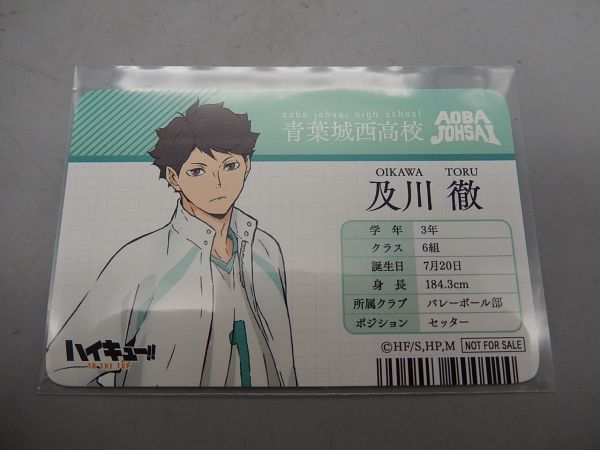 aoba johsai high school
青葉城西高校
AOBA
JOHSAI
OIKAWA TORU
及川 徹
学 年 3年
クラス 6組
誕生日 7月20日
身 長 184.3cm
所属クラブ バレーボール部
ポジション セッター
ハイキュー!!
TO THE TOP
1
©HF/S,HP,M NOT FOR SALE